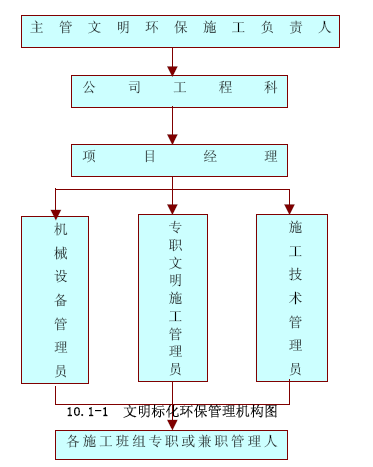 主管文明环保施工负责人
公司工程科
项目经理
机械设备管理员
专职文明施工管理员
施工技术管理员
10.1-1 文明标化环保管理机构图
各施工班组专职或兼职管理人